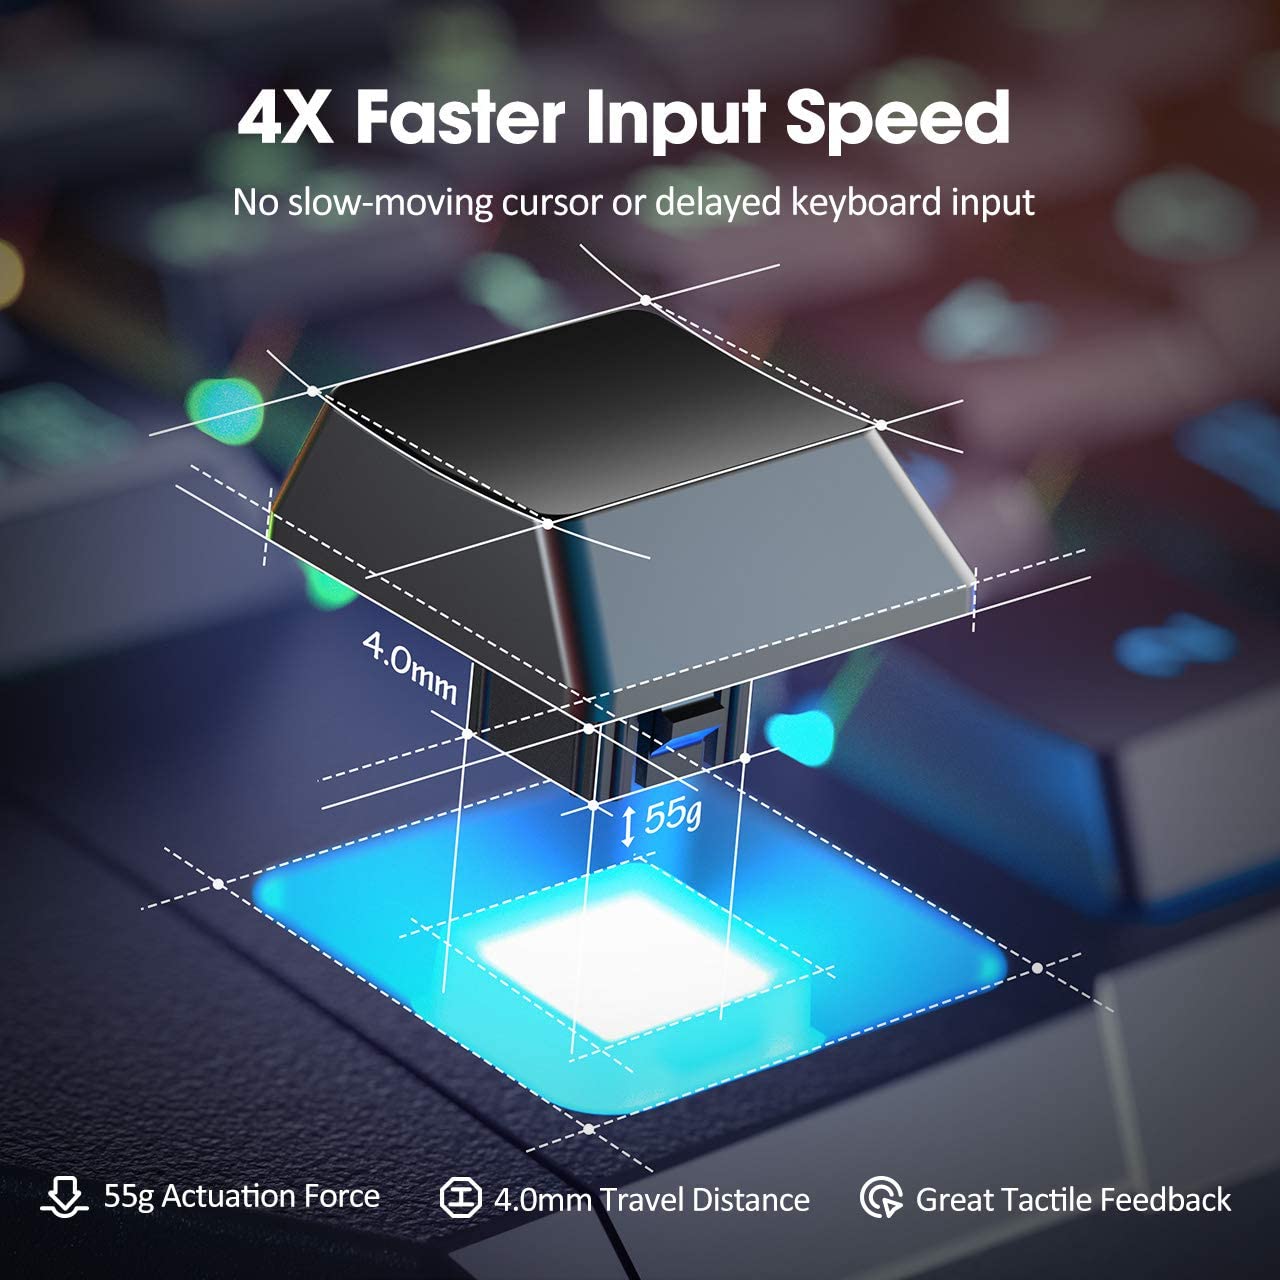 4X Faster Input Speed
No slow-moving cursor or delayed keyboard input
4.0mm
55g
55g Actuation Force
4.0mm Travel Distance
Great Tactile Feedback